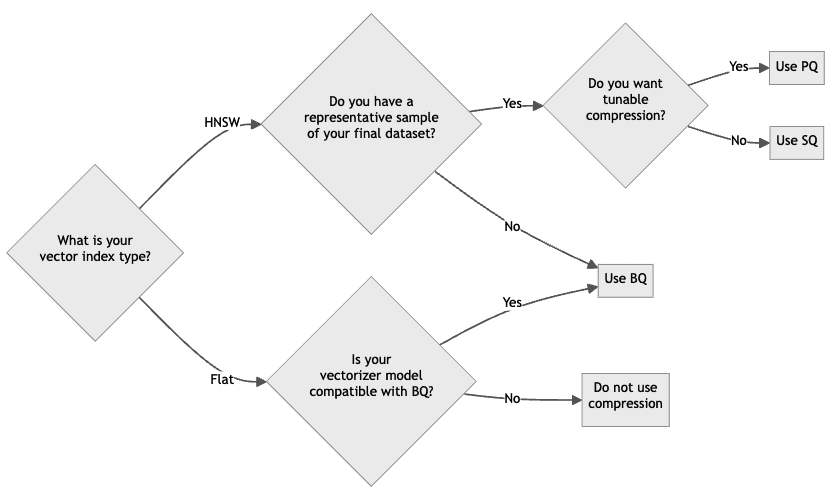 What is your
vector index type?
HNSW
Flat
Do you have a
representative sample
of your final dataset?
Yes
No
Do you want
tunable
compression?
Yes
No
Use PQ
Use SQ
Is your
vectorizer model
compatible with BQ?
Yes
No
Use BQ
Do not use
compression